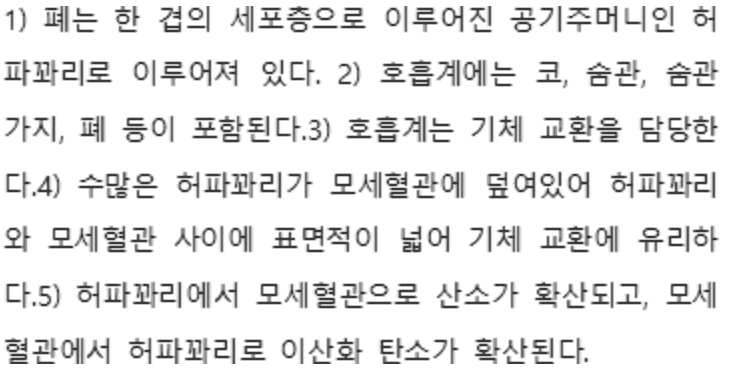 1) 폐는 한 겹의 세포층으로 이루어진 공기주머니인 허
파꽈리로 이루어져 있다. 2) 호흡계에는 코, 숨관, 숨관
가지, 폐 등이 포함된다.3) 호흡계는 기체 교환을 담당한
다.4) 수많은 허파꽈리가 모세혈관에 덮여있어 허파꽈리
와 모세혈관 사이에 표면적이 넓어 기체 교환에 유리하
다.5) 허파꽈리에서 모세혈관으로 산소가 확산되고, 모세
혈관에서 허파꽈리로 이산화 탄소가 확산된다.